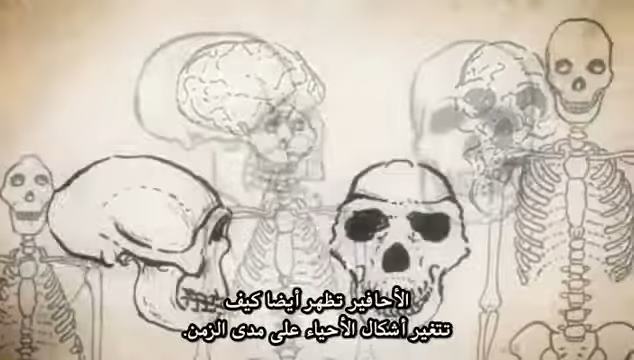 الأحافير تظهر أيضا كيف
تتغير أشكال الأحياء على مدى الزمن.